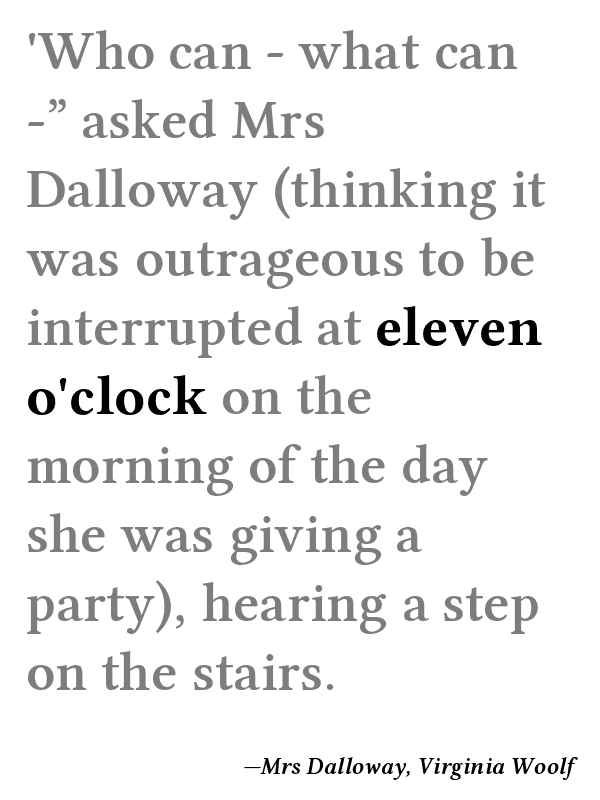 'Who can - what can
-” asked Mrs
Dalloway (thinking it
was outrageous to be
interrupted at eleven
o'clock on the
morning of the day
she was giving a
party), hearing a step
on the stairs.
—Mrs Dalloway, Virginia Woolf